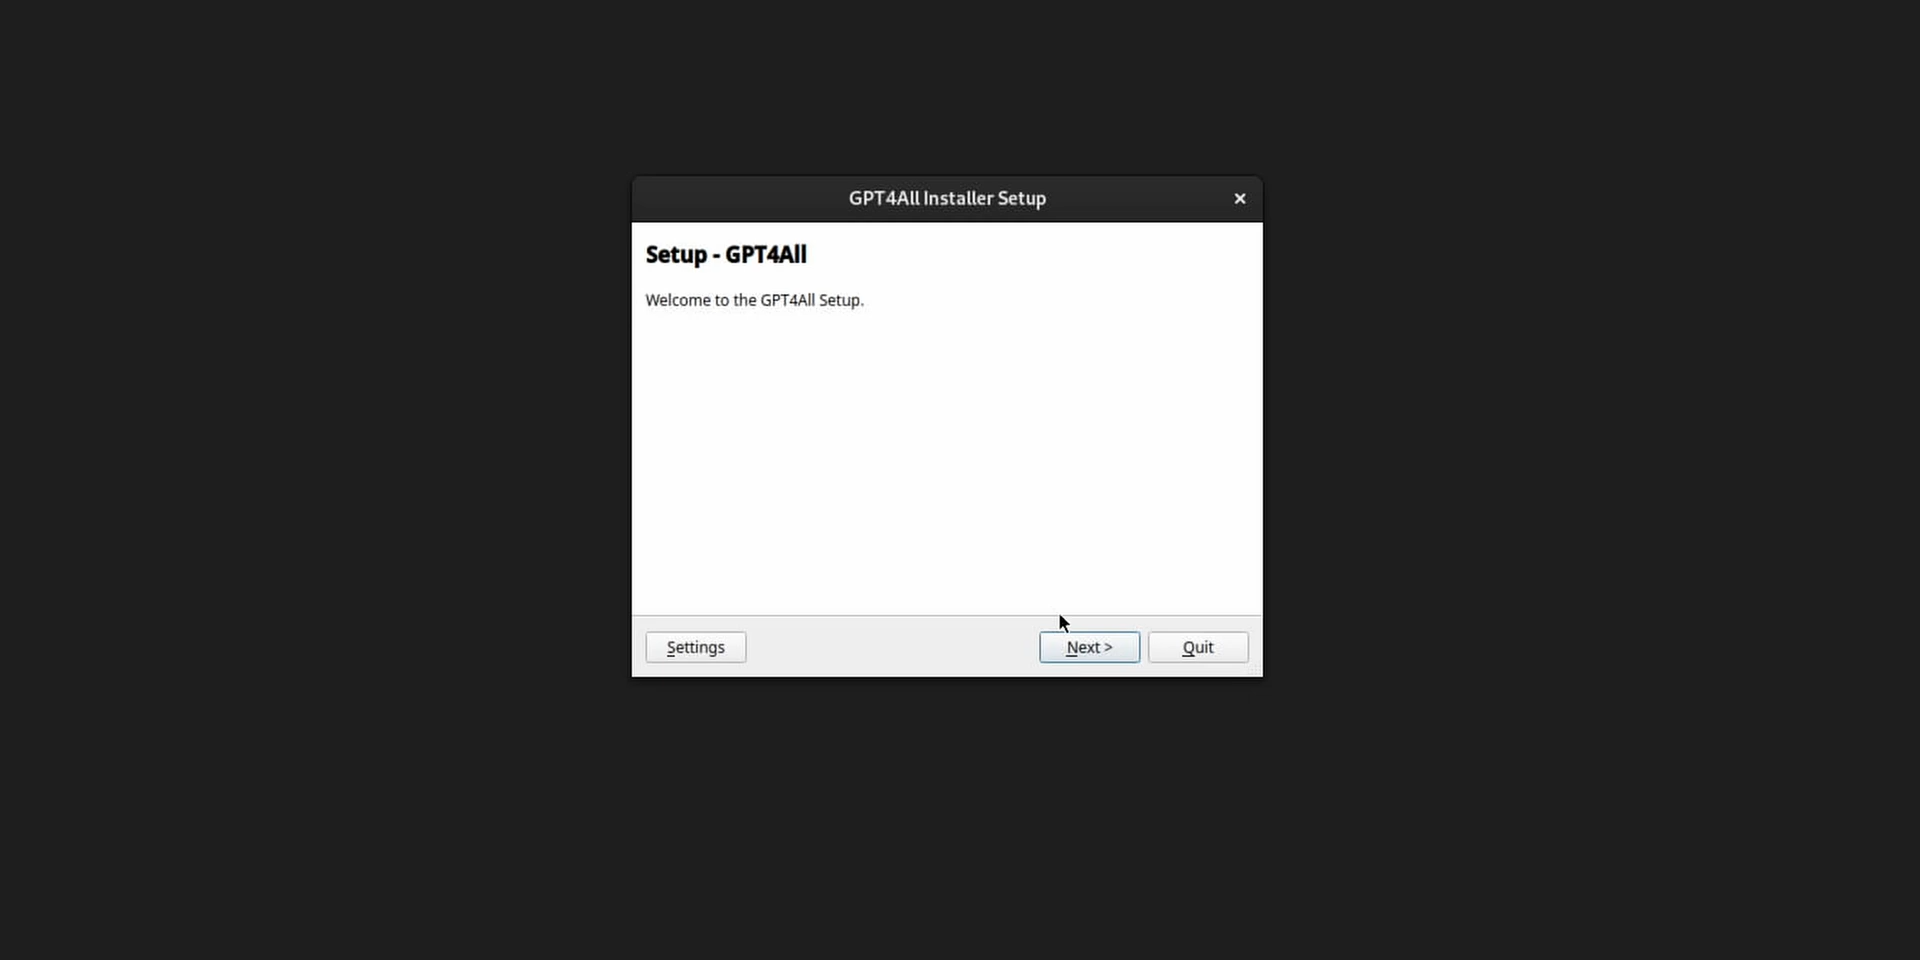 GPT4All Installer Setup
Setup - GPT4All
Welcome to the GPT4All Setup.
Settings
Next >
Quit